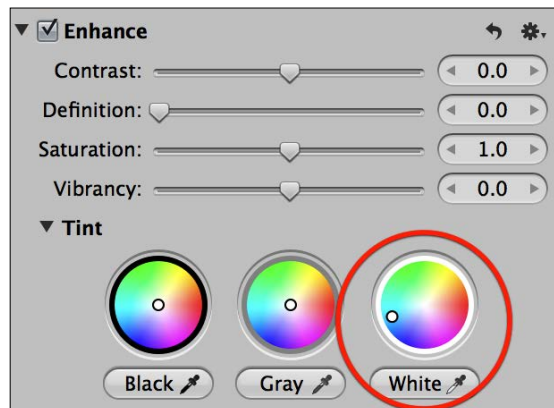 Enhance
Contrast: 0.0
Definition: 0.0
Saturation: 1.0
Vibrancy: 0.0
Tint
Black Gray White